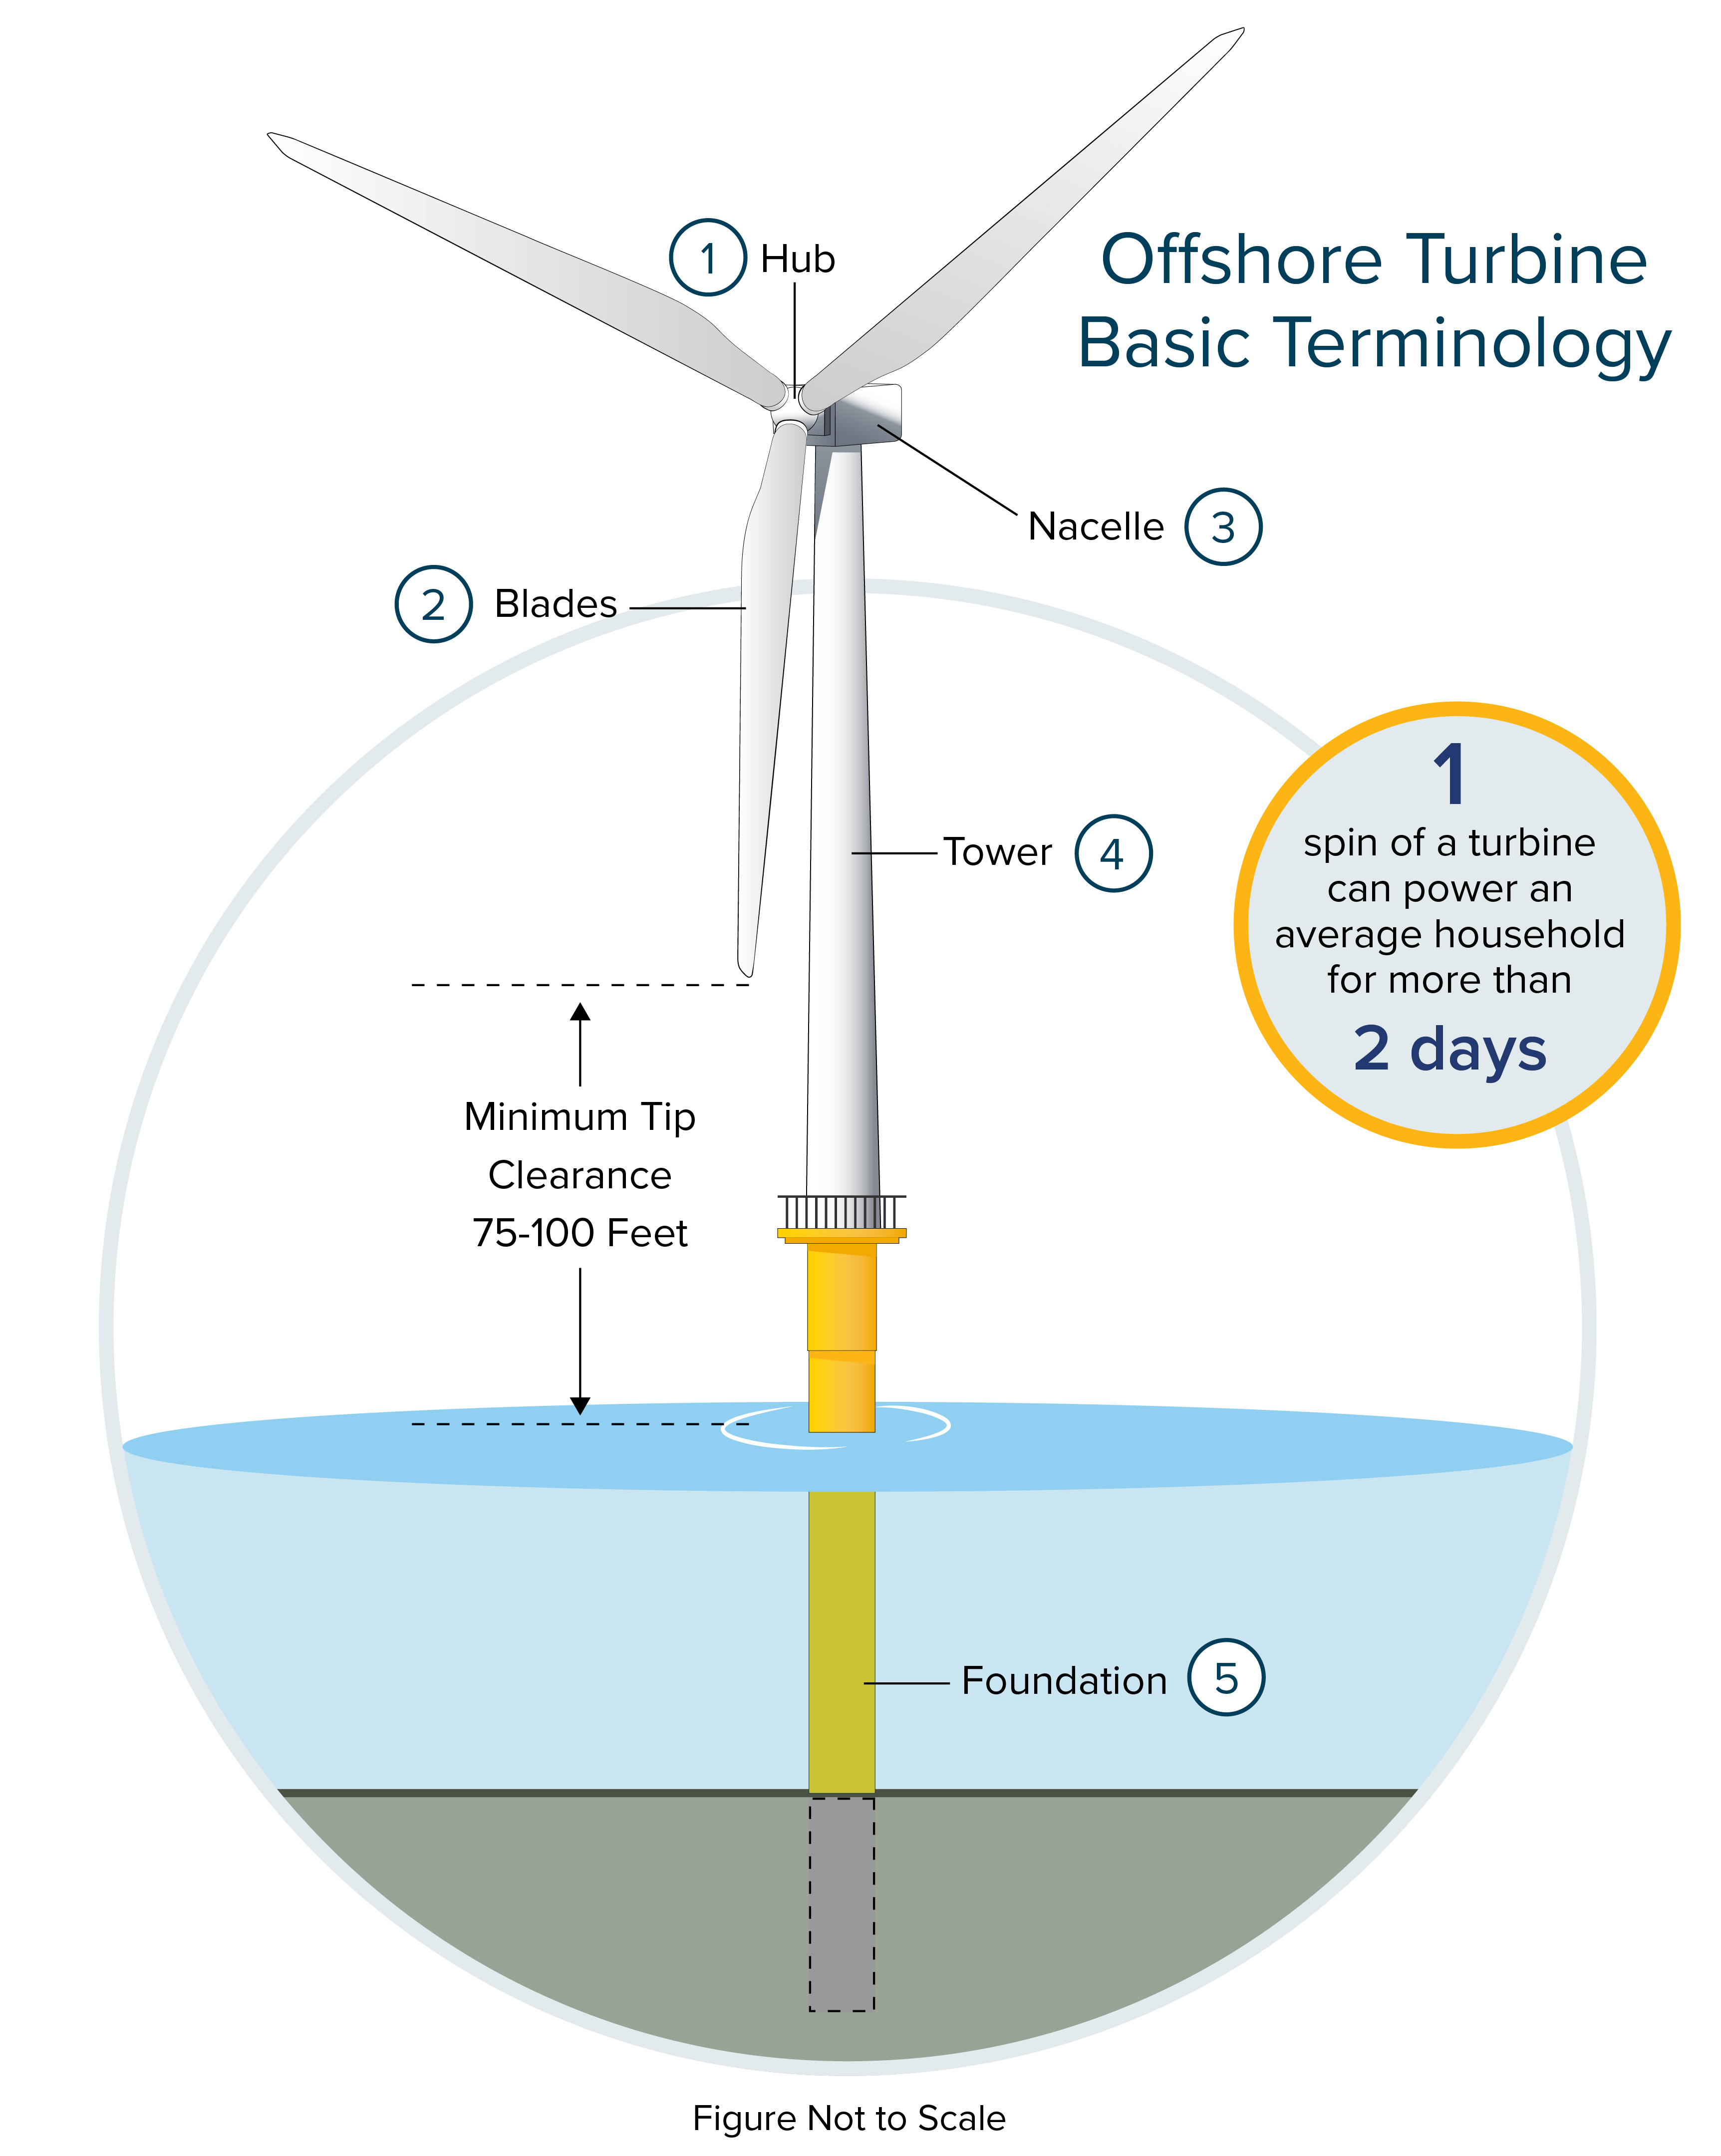 Offshore Turbine
Basic Terminology
1 Hub
Nacelle 3
2 Blades
1
spin of a turbine
can power an
average household
for more than
2 days
Tower 4
Minimum Tip
Clearance
75-100 Feet
Foundation 5
Figure Not to Scale